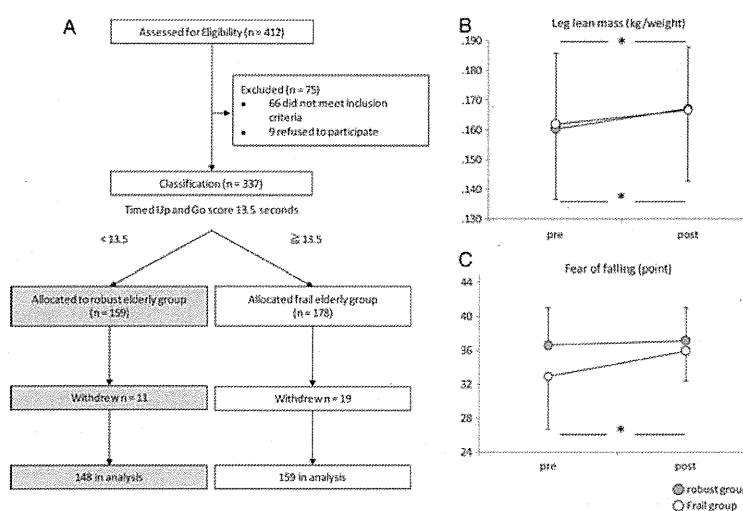 A
Assessed for Eligibility (n = 412)
Excluded (n = 75)
• 66 did not meet inclusion
criteria
• 9 refused to participate
Classification (n = 337)
Timed Up and Go score 13.5 seconds
< 13.5
≧ 13.5
Allocated to robust elderly group
(n = 159)
Allocated frail elderly group
(n = 178)
Withdrew n = 11
Withdrew n = 19
148 in analysis
159 in analysis
B
Leg lean mass (kg/weight)
.190
.180
.170
.160
.150
.140
.130
*
*
pre
post
C
Fear of falling (point)
44
40
36
32
28
24
*
pre
post
robust group
Frail group